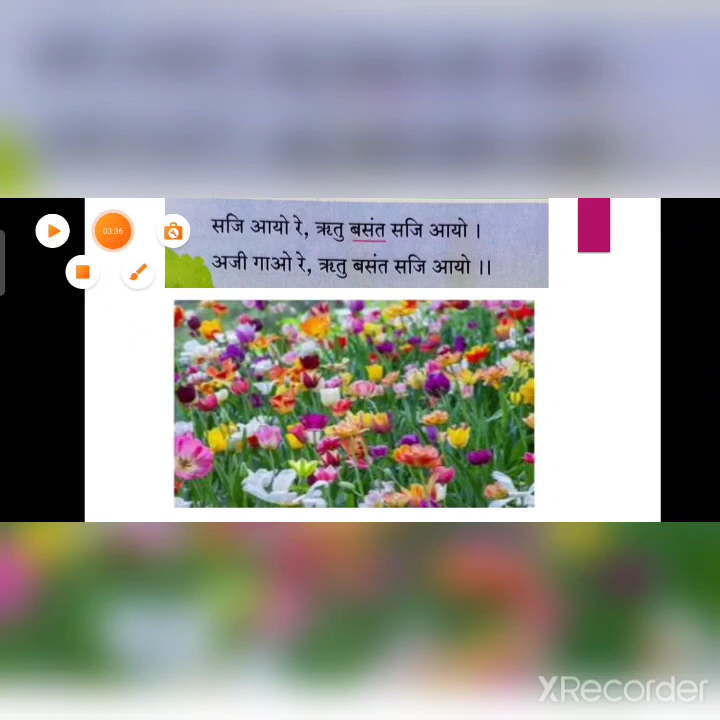 सजि आयो रे, ऋतु बसंत सजि आयो ।
अजी गाओ रे, ऋतु बसंत सजि आयो ।।
03:36
XRecorder